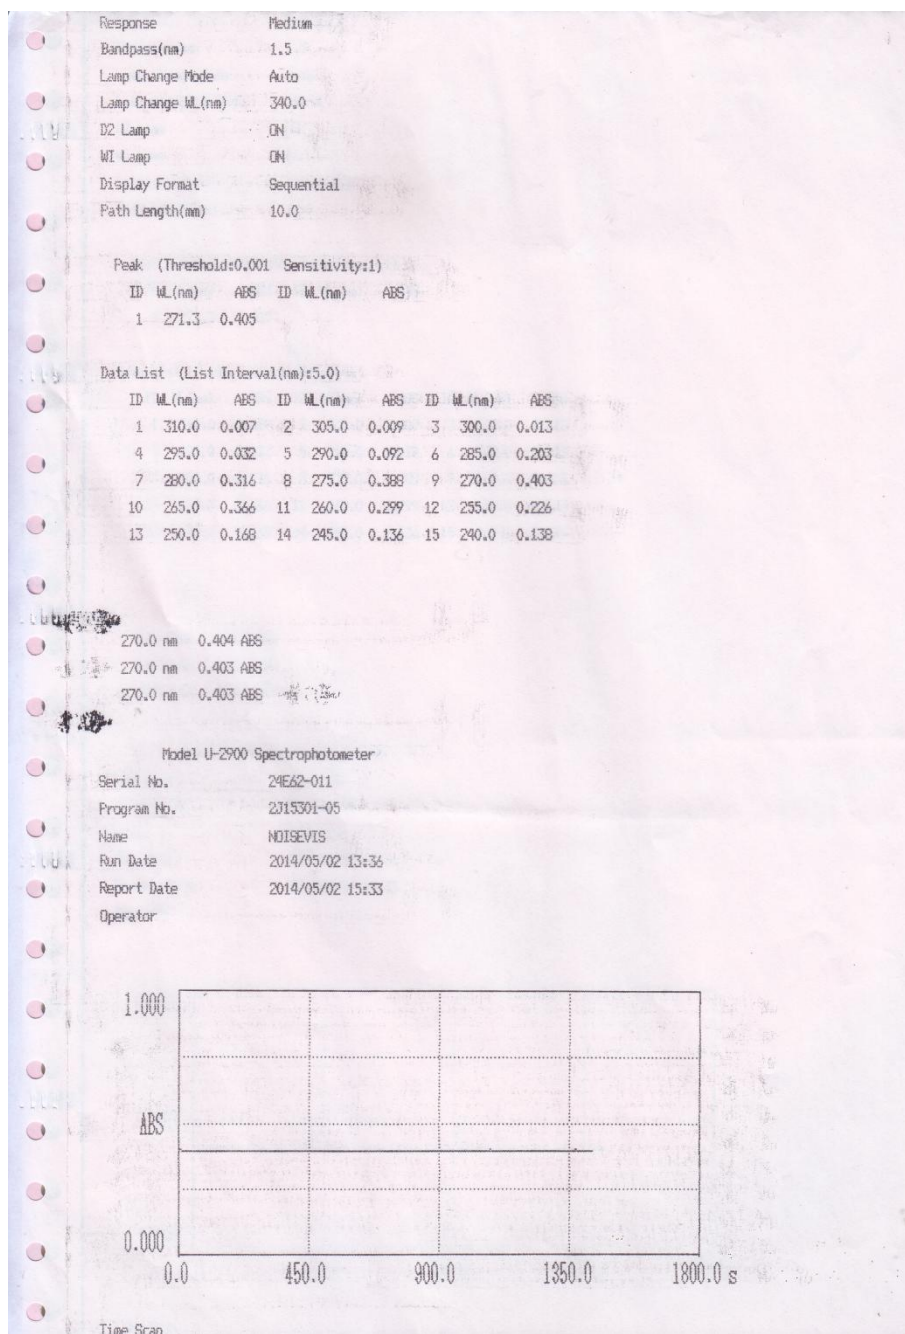 Response Medium
Bandpass(nm) 1.5
Lamp Change Mode Auto
Lamp Change WL(nm) 340.0
D2 Lamp ON
WI Lamp ON
Display Format Sequential
Path Length(mm) 10.0
Peak (Threshold:0.001 Sensitivity:1)
ID WL(nm) ABS ID WL(nm) ABS
1 271.3 0.405
Data List (List Interval(nm):5.0)
ID WL(nm) ABS ID WL(nm) ABS ID WL(nm) ABS
1 310.0 0.007 2 305.0 0.009 3 300.0 0.013
4 295.0 0.032 5 290.0 0.092 6 285.0 0.203
7 280.0 0.316 8 275.0 0.388 9 270.0 0.403
10 265.0 0.366 11 260.0 0.299 12 255.0 0.226
13 250.0 0.168 14 245.0 0.136 15 240.0 0.138
270.0 nm 0.404 ABS
270.0 nm 0.403 ABS
270.0 nm 0.403 ABS
Model U-2900 Spectrophotometer
Serial No. 24E62-011
Program No. 2J15301-05
Name NOISEVIS
Run Date 2014/05/02 13:36
Report Date 2014/05/02 15:33
Operator
1.000
ABS
0.000
0.0 450.0 900.0 1350.0 1800.0 s
Time Scan